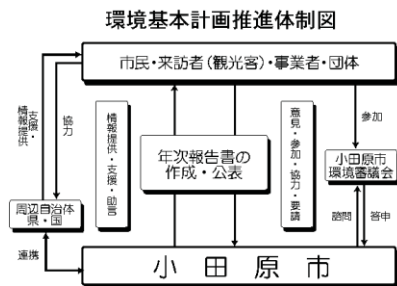 環境基本計画推進体制図
市民・来訪者(観光客)・事業者・団体
支援・
情報提供
協力
情報提供・支援・助言
年次報告書の
作成・公表
意見・参加・協力・要請
参加
小田原市
環境審議会
周辺自治体
県・国
諮問
答申
連携
小田原市